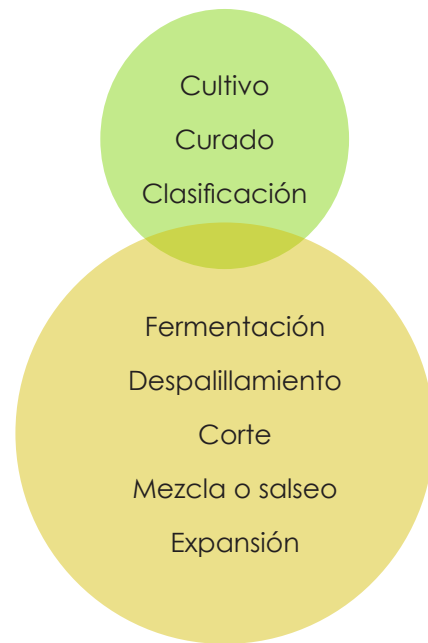 Cultivo
Curado
Clasificación
Fermentación
Despalillamiento
Corte
Mezcla o salseo
Expansión